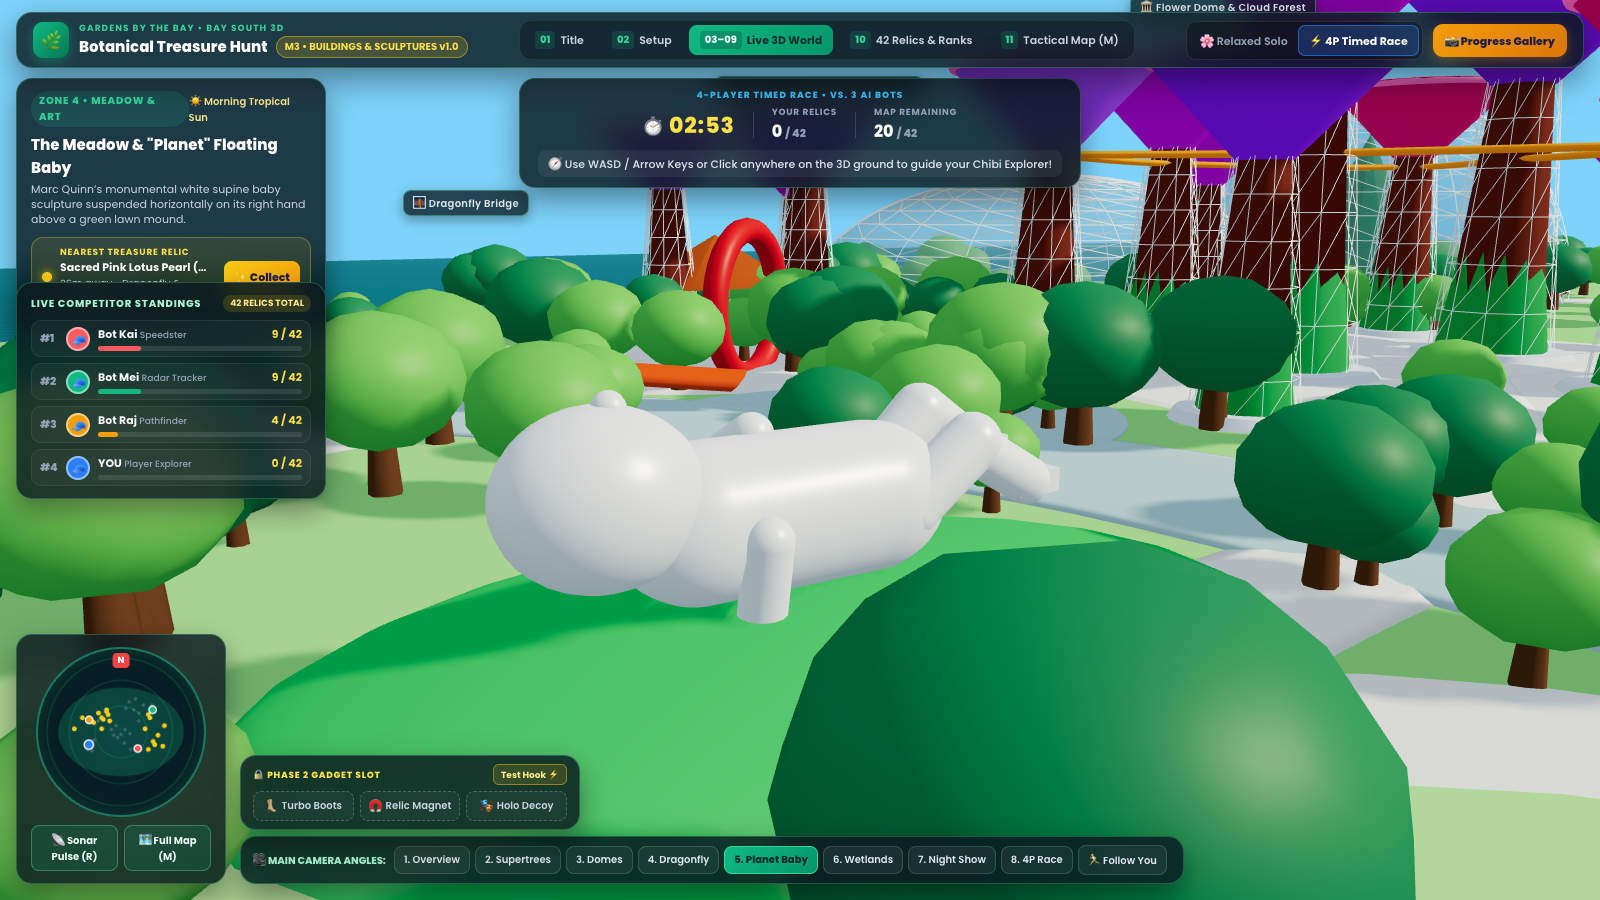 🏛 Flower Dome & Cloud Forest
GARDENS BY THE BAY • BAY SOUTH 3D
Botanical Treasure Hunt
M3 • BUILDINGS & SCULPTURES v1.0
01 Title
02 Setup
03–09 Live 3D World
10 42 Relics & Ranks
11 Tactical Map (M)
🌸 Relaxed Solo
⚡ 4P Timed Race
📸 Progress Gallery
ZONE 4 • MEADOW &
ART
☀️ Morning Tropical
Sun
The Meadow & "Planet" Floating
Baby
Marc Quinn's monumental white supine baby
sculpture suspended horizontally on its right hand
above a green lawn mound.
NEAREST TREASURE RELIC
Sacred Pink Lotus Pearl (...
✨ Collect
4-PLAYER TIMED RACE • VS. 3 AI BOTS
⏱ 02:53
YOUR RELICS
0 / 42
MAP REMAINING
20 / 42
🧭 Use WASD / Arrow Keys or Click anywhere on the 3D ground to guide your Chibi Explorer!
🌉 Dragonfly Bridge
LIVE COMPETITOR STANDINGS
42 RELICS TOTAL
#1 Bot Kai Speedster 9 / 42
#2 Bot Mei Radar Tracker 9 / 42
#3 Bot Raj Pathfinder 4 / 42
#4 YOU Player Explorer 0 / 42
N
📡 Sonar
Pulse (R)
🗺️ Full Map
(M)
🔒 PHASE 2 GADGET SLOT
Test Hook ⚡
👢 Turbo Boots
🧲 Relic Magnet
🎭 Holo Decoy
🎥 MAIN CAMERA ANGLES:
1. Overview
2. Supertrees
3. Domes
4. Dragonfly
5. Planet Baby
6. Wetlands
7. Night Show
8. 4P Race
🏃 Follow You